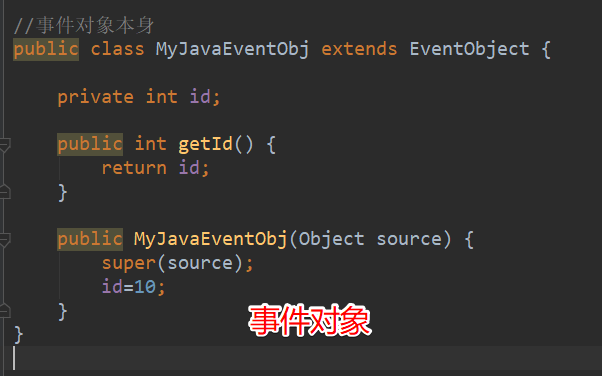 //事件对象本身
public class MyJavaEventObj extends EventObject {
private int id;
public int getId() {
return id;
}
public MyJavaEventObj(Object source) {
super(source);
id=10;
}
事件对象
}